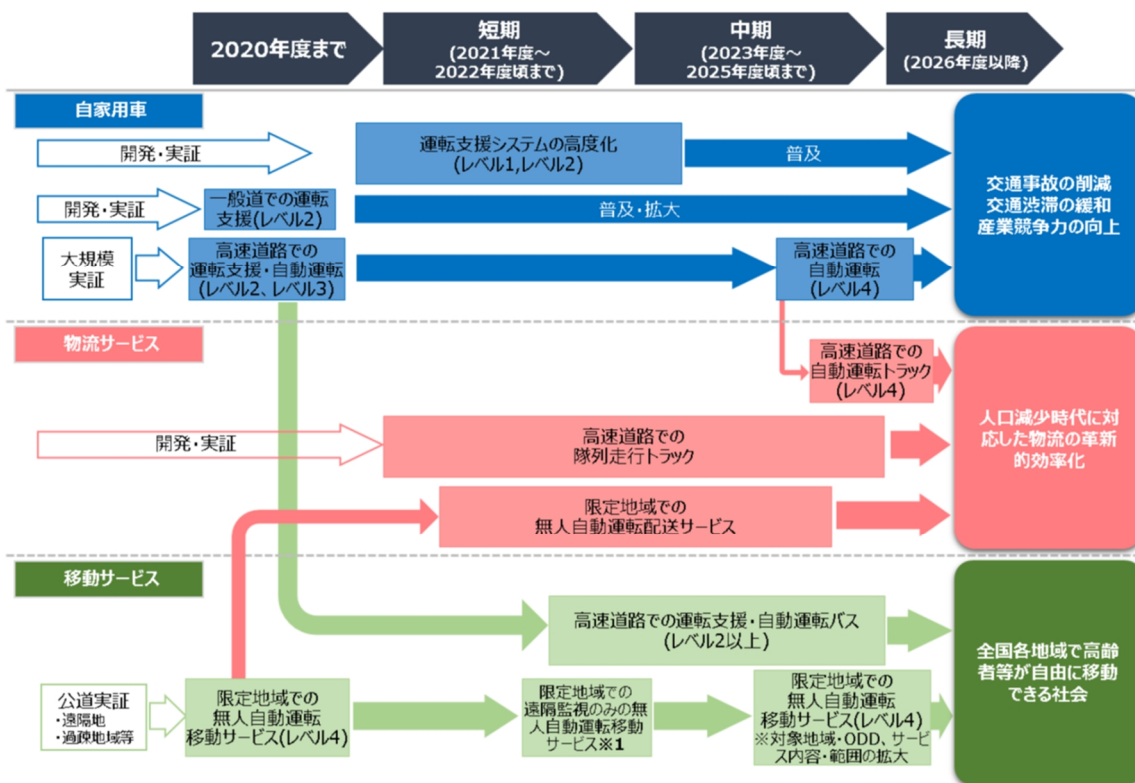 2020年度まで
短期
(2021年度～
2022年度頃まで)
中期
(2023年度～
2025年度頃まで)
長期
(2026年度以降)
自家用車
開発・実証
運転支援システムの高度化
(レベル1,レベル2)
普及
開発・実証
一般道での運転
支援(レベル2)
普及・拡大
大規模
実証
高速道路での
運転支援・自動運転
(レベル2、レベル3)
高速道路での
自動運転
(レベル4)
交通事故の削減
交通渋滞の緩和
産業競争力の向上
物流サービス
高速道路での
自動運転トラック
(レベル4)
開発・実証
高速道路での
隊列走行トラック
限定地域での
無人自動運転配送サービス
人口減少時代に対
応した物流の革新
的効率化
移動サービス
高速道路での運転支援・自動運転バス
(レベル2以上)
公道実証
・遠隔地
・過疎地域等
限定地域での
無人自動運転
移動サービス(レベル4)
限定地域での
遠隔監視のみの無
人自動運転移動
サービス※1
限定地域での
無人自動運転
移動サービス(レベル4)
※対象地域・ODD、サービ
ス内容・範囲の拡大
全国各地域で高齢
者等が自由に移動
できる社会